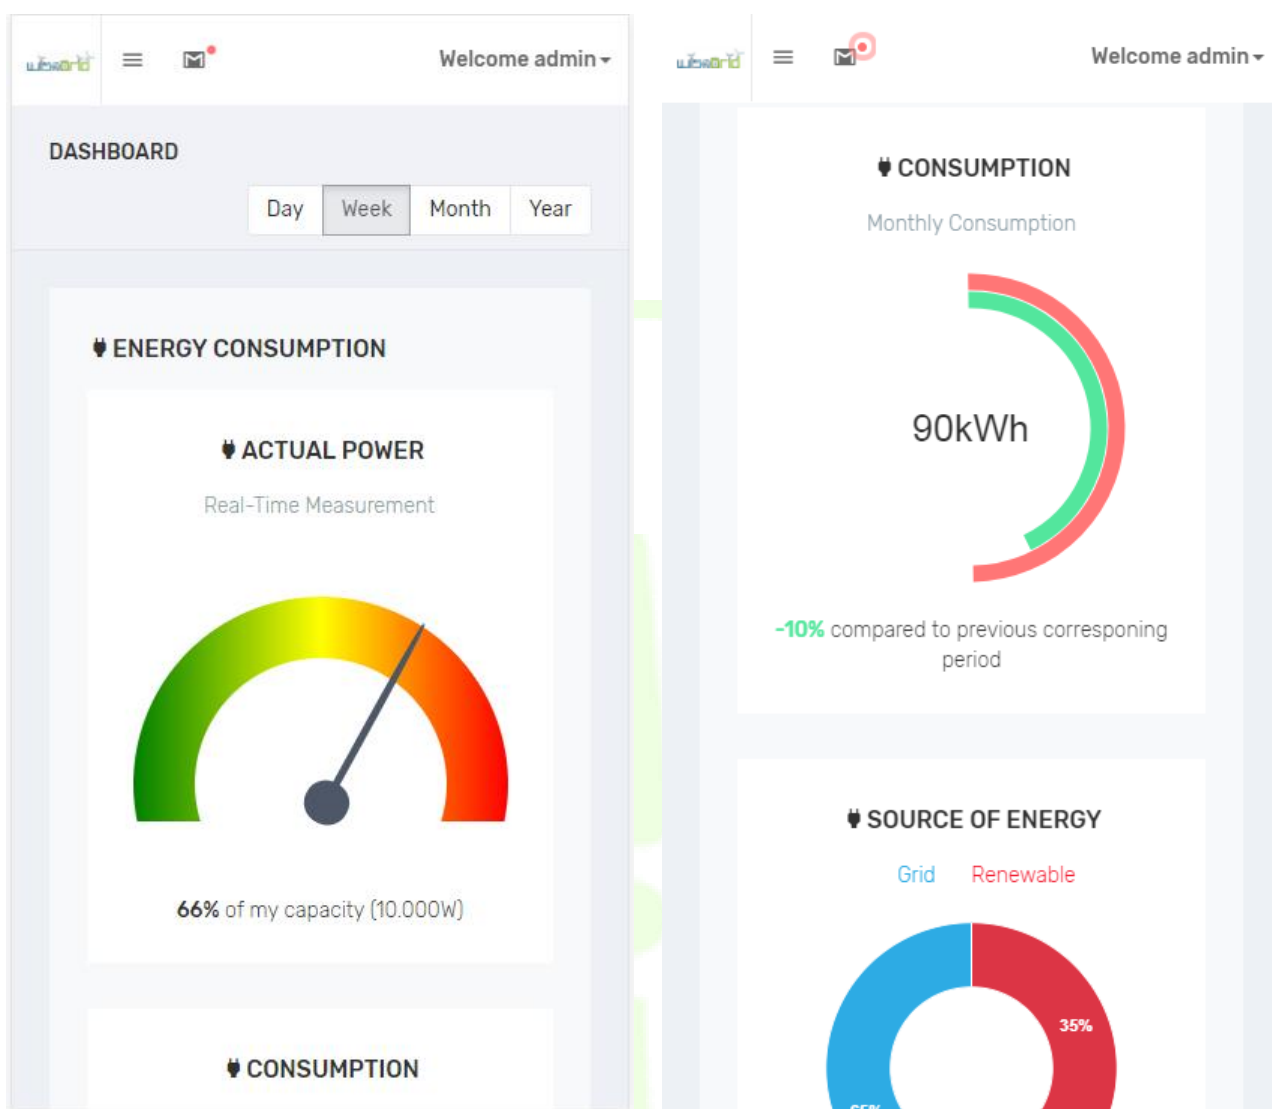 Welcome admin
DASHBOARD
Day Week Month Year
ENERGY CONSUMPTION
ACTUAL POWER
Real-Time Measurement
66% of my capacity (10.000W)
CONSUMPTION
Welcome admin
CONSUMPTION
Monthly Consumption
90kWh
-10% compared to previous corresponing
period
SOURCE OF ENERGY
Grid Renewable
35%
65%